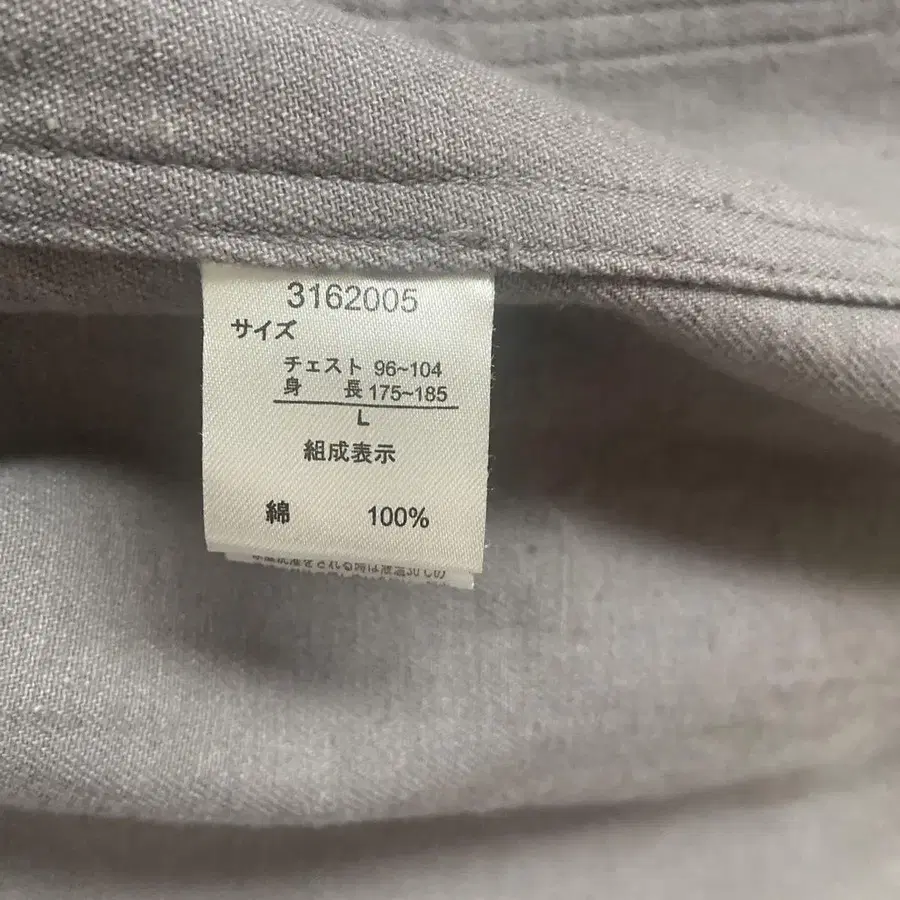 3162005
サイズ
チェスト 96~104
身 長 175~185
L
組成表示
綿 100%